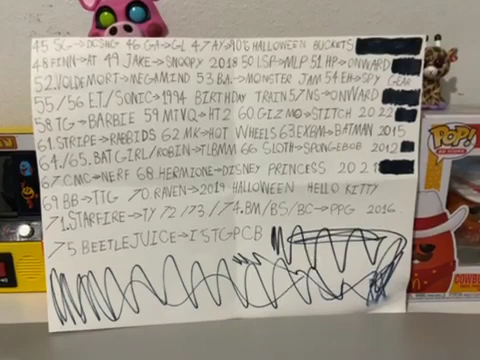 45 SG→DCSHG 46 GA→GL 47 AY→90'S HALLOWEEN BUCKETS
48 FINN→AT 49 JAKE→SNOOPY 2018 50 LSP→MLP 51 HP→ONWARD
52. VOLDEMORT→MEGAMIND 53 BA.→MONSTER JAM 54 EH→SPY GEAR
55/56 E.T./SONIC→1994 BIRTHDAY TRAIN 57 NS→ONWARD
58 TG→BARBIE 59 MTVQ→HT2 60 GIZMO→STITCH 2022
61. STRIPE→RABBIDS 62 MR→HOT WHEELS 63. EXBM→BATMAN 2015
64./65. BATGIRL/ROBIN→TLBMM 66 SLOTH→SPONGEBOB 2012
67. CMC→NERF 68. HERMIONE→DISNEY PRINCESS 2021
69 BB→TTG 70. RAVEN→2019 HALLOWEEN HELLO KITTY
71. STARFIRE→TY 72/73/74. BM/BS/BC→PPG 2016.
75 BEETLEJUICE→ISTGPCB
POP!
COWBO